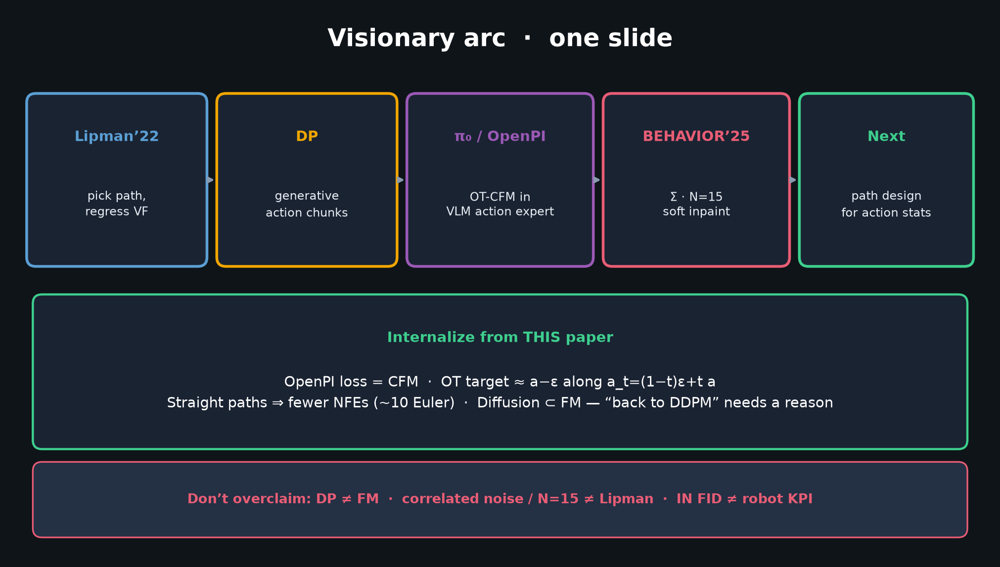 Visionary arc · one slide
Lipman’22
pick path,
regress VF
DP
generative
action chunks
π₀ / OpenPI
OT-CFM in
VLM action expert
BEHAVIOR’25
Σ · N=15
soft inpaint
Next
path design
for action stats
Internalize from THIS paper
OpenPI loss = CFM · OT target ≈ a−ε along a_t=(1−t)ε+t a
Straight paths ⇒ fewer NFEs (~10 Euler) · Diffusion ⊂ FM — “back to DDPM” needs a reason
Don’t overclaim: DP ≠ FM · correlated noise / N=15 ≠ Lipman · IN FID ≠ robot KPI